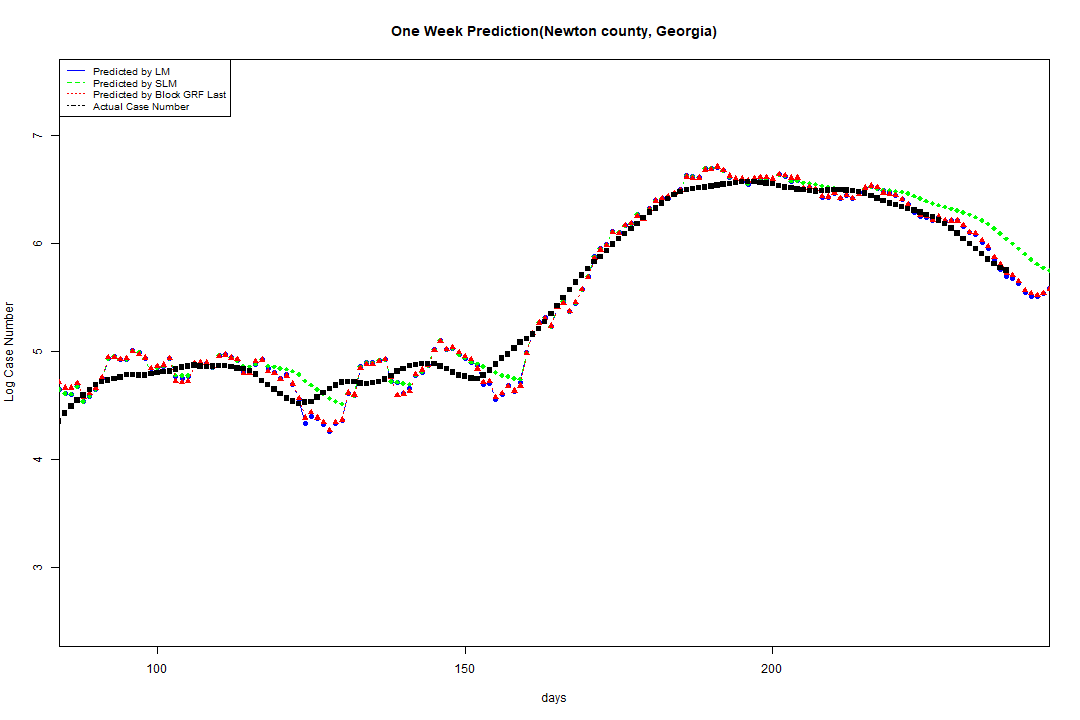 One Week Prediction(Newton county, Georgia)
Predicted by LM
Predicted by SLM
Predicted by Block GRF Last
Actual Case Number
7
6
5
4
3
Log Case Number
100 150 200
days